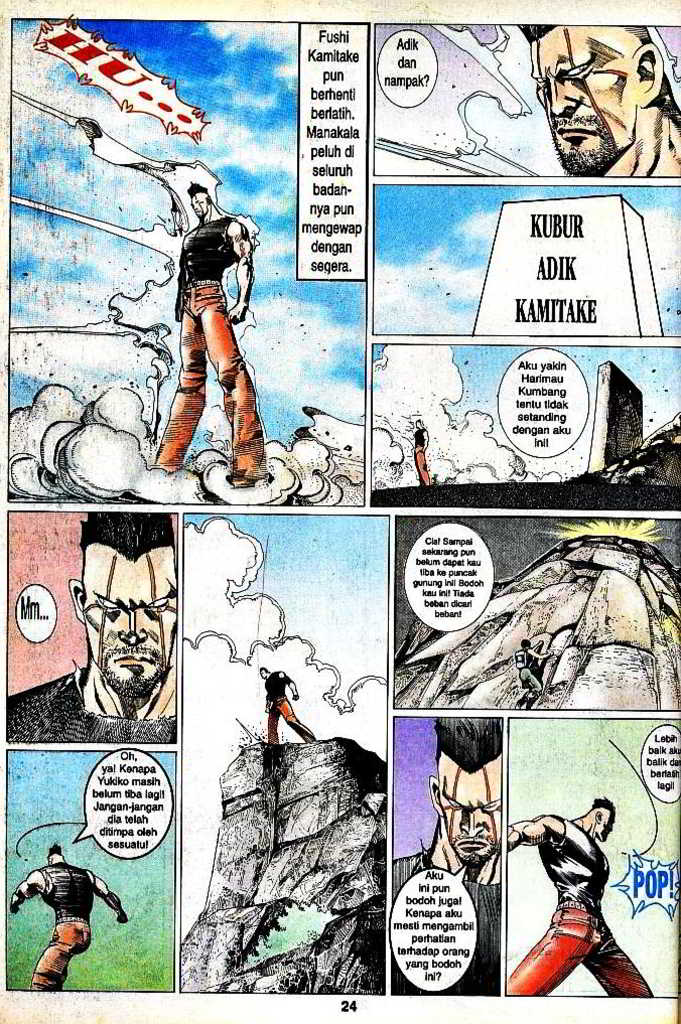 HU...
Fushi
Kamitake
pun
berhenti
berlatih.
Manakala
peluh di
seluruh
badan-
nya pun
mengewap
dengan
segera.
Adik
dan
nampak?
KUBUR
ADIK
KAMITAKE
Aku yakin
Harimau
Kumbang
tentu tidak
setanding
dengan aku
ini!
Mm...
Cis! Sampai
sekarang pun
belum dapat kau
tiba ke puncak
gunung ini! Bodoh
kau ini! Tiada
beban dicari
beban!
Oh,
ya! Kenapa
Yukiko masih
belum tiba lagi!
Jangan-jangan
dia telah
ditimpa oleh
sesuatu!
Aku
ini pun
bodoh juga!
Kenapa aku
mesti mengambil
perhatian
terhadap orang
yang bodoh
ini?
Lebih
baik aku
balik dan
berlatih
lagi!
POP!
24